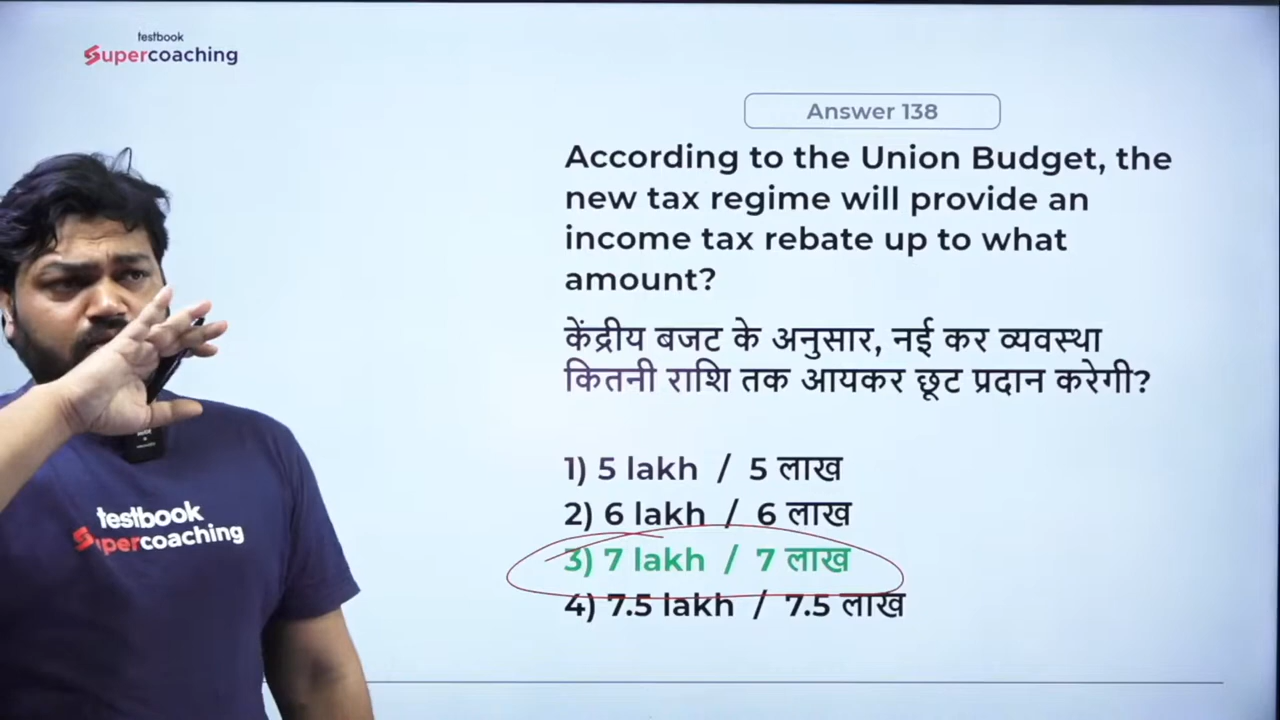 testbook
Supercoaching
Answer 138
According to the Union Budget, the
new tax regime will provide an
income tax rebate up to what
amount?
केंद्रीय बजट के अनुसार, नई कर व्यवस्था
कितनी राशि तक आयकर छूट प्रदान करेगी?
1) 5 lakh / 5 लाख
2) 6 lakh / 6 लाख
3) 7 lakh / 7 लाख
4) 7.5 lakh / 7.5 लाख
testbook
Supercoaching